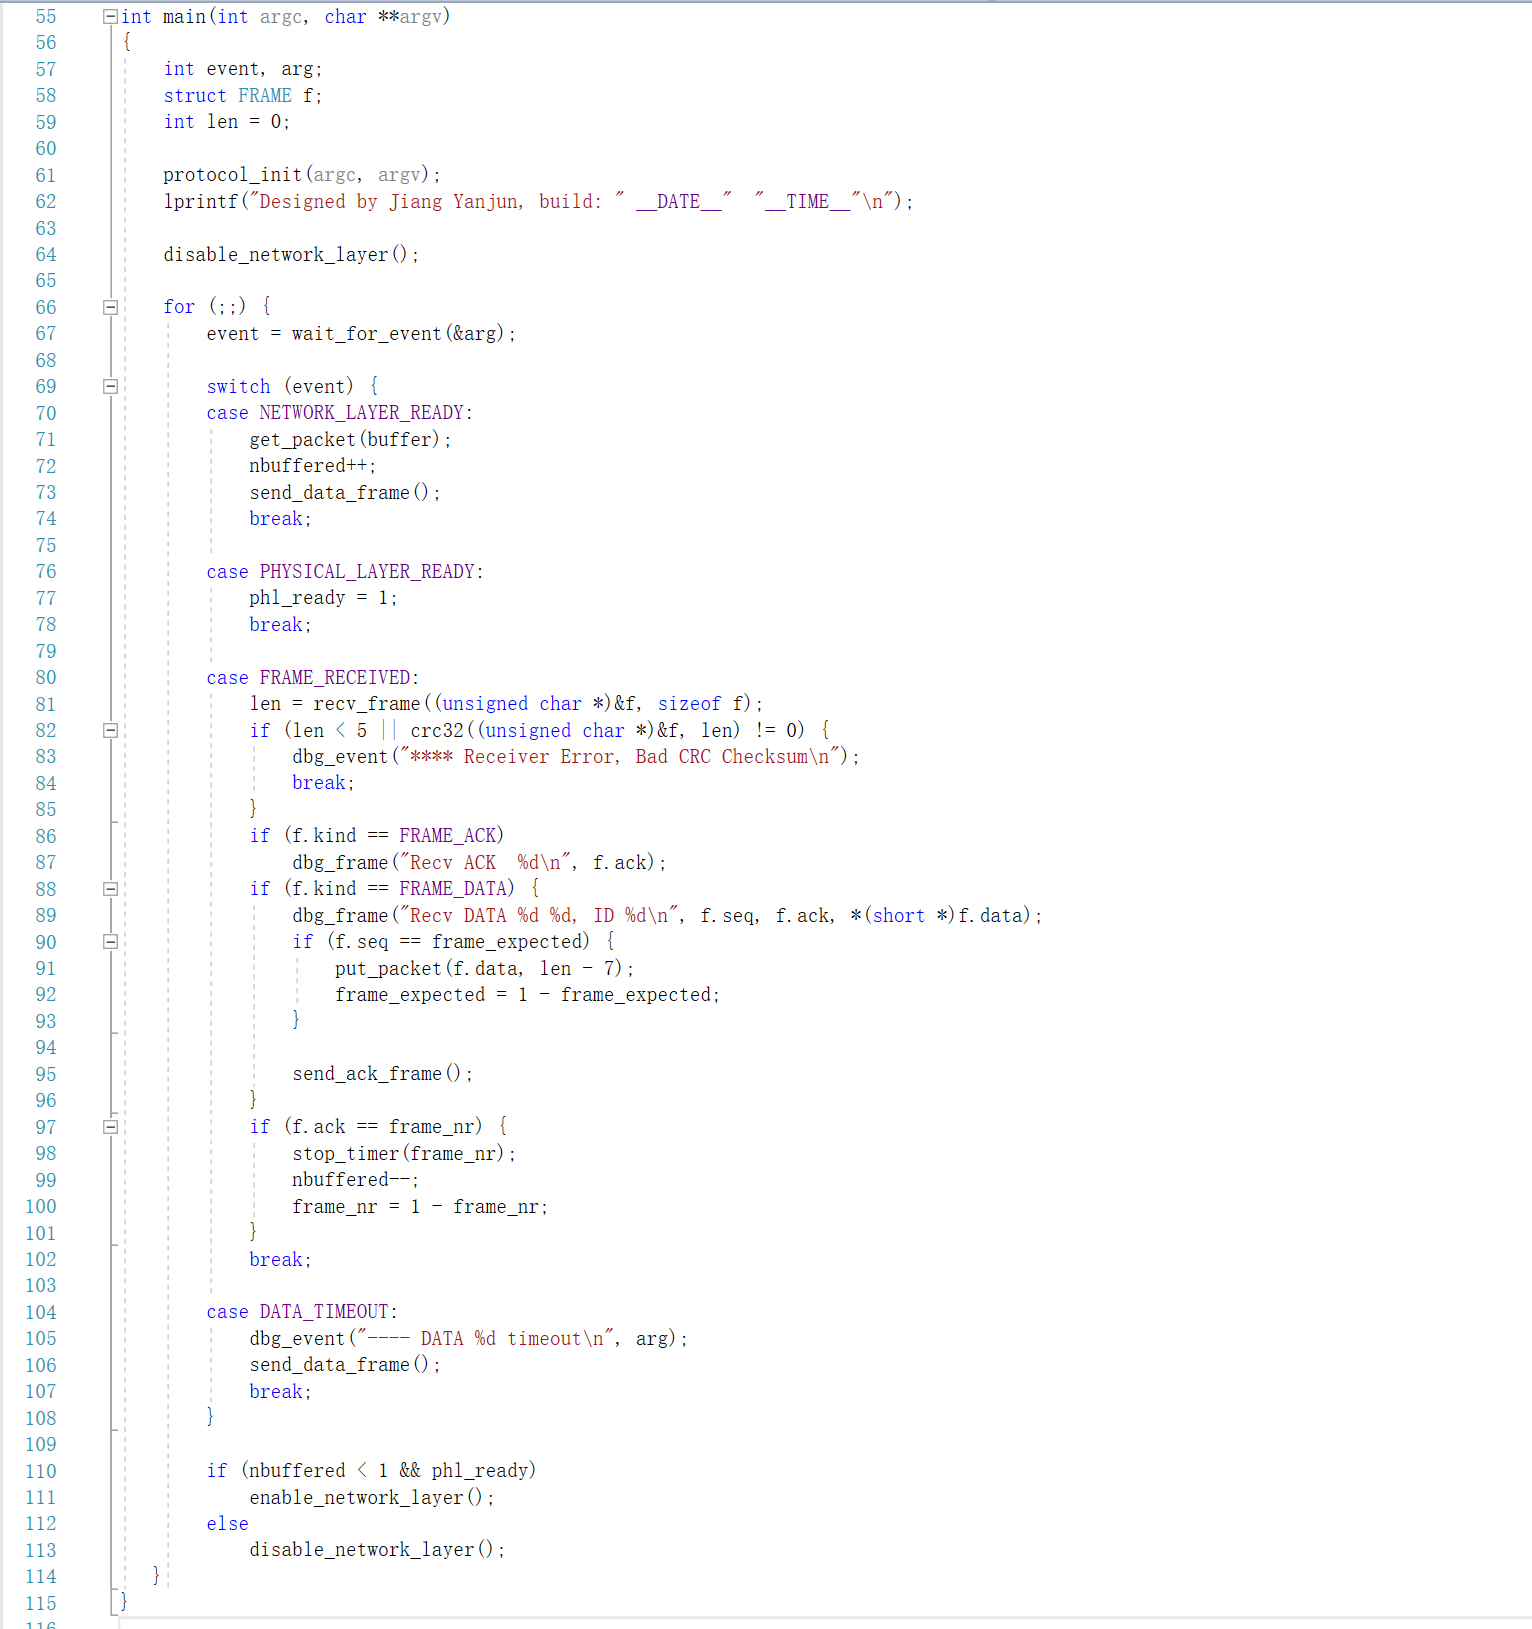 55 int main(int argc, char **argv)
56 {
57 int event, arg;
58 struct FRAME f;
59 int len = 0;
60
61 protocol_init(argc, argv);
62 lprintf("Designed by Jiang Yanjun, build: " __DATE__"  "__TIME__"\n");
63
64 disable_network_layer();
65
66 for (;;) {
67 event = wait_for_event(&arg);
68
69 switch (event) {
70 case NETWORK_LAYER_READY:
71 get_packet(buffer);
72 nbuffered++;
73 send_data_frame();
74 break;
75
76 case PHYSICAL_LAYER_READY:
77 phl_ready = 1;
78 break;
79
80 case FRAME_RECEIVED:
81 len = recv_frame((unsigned char *)&f, sizeof f);
82 if (len < 5 || crc32((unsigned char *)&f, len) != 0) {
83 dbg_event("**** Receiver Error, Bad CRC Checksum\n");
84 break;
85 }
86 if (f.kind == FRAME_ACK)
87 dbg_frame("Recv ACK  %d\n", f.ack);
88 if (f.kind == FRAME_DATA) {
89 dbg_frame("Recv DATA %d %d, ID %d\n", f.seq, f.ack, *(short *)f.data);
90 if (f.seq == frame_expected) {
91 put_packet(f.data, len - 7);
92 frame_expected = 1 - frame_expected;
93 }
94
95 send_ack_frame();
96 }
97 if (f.ack == frame_nr) {
98 stop_timer(frame_nr);
99 nbuffered--;
100 frame_nr = 1 - frame_nr;
101 }
102 break;
103
104 case DATA_TIMEOUT:
105 dbg_event("---- DATA %d timeout\n", arg);
106 send_data_frame();
107 break;
108 }
109
110 if (nbuffered < 1 && phl_ready)
111 enable_network_layer();
112 else
113 disable_network_layer();
114 }
115 }
116